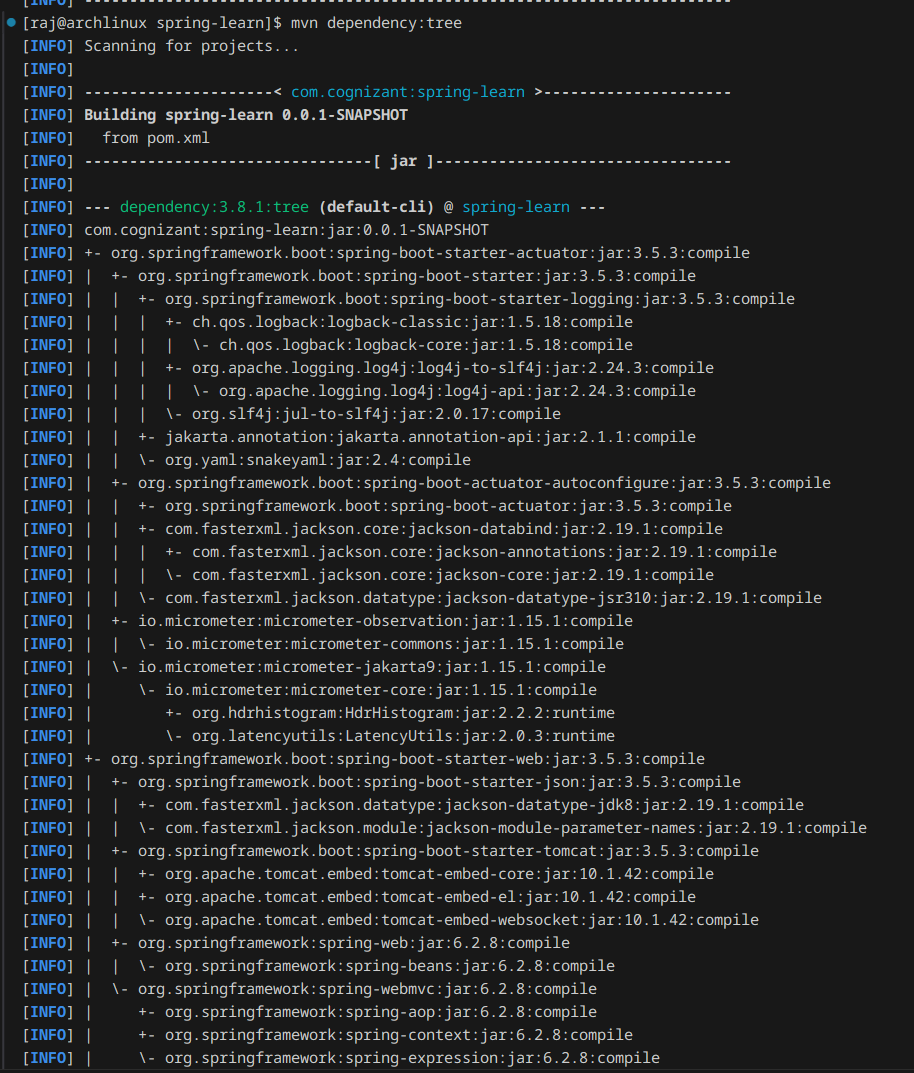 [raj@archlinux spring-learn]$ mvn dependency:tree
[INFO] Scanning for projects...
[INFO]
[INFO] ---------------------< com.cognizant:spring-learn >---------------------
[INFO] Building spring-learn 0.0.1-SNAPSHOT
[INFO]   from pom.xml
[INFO] --------------------------------[ jar ]---------------------------------
[INFO]
[INFO] --- dependency:3.8.1:tree (default-cli) @ spring-learn ---
[INFO] com.cognizant:spring-learn:jar:0.0.1-SNAPSHOT
[INFO] +- org.springframework.boot:spring-boot-starter-actuator:jar:3.5.3:compile
[INFO] |  +- org.springframework.boot:spring-boot-starter:jar:3.5.3:compile
[INFO] |  |  +- org.springframework.boot:spring-boot-starter-logging:jar:3.5.3:compile
[INFO] |  |  |  +- ch.qos.logback:logback-classic:jar:1.5.18:compile
[INFO] |  |  |  |  \- ch.qos.logback:logback-core:jar:1.5.18:compile
[INFO] |  |  |  +- org.apache.logging.log4j:log4j-to-slf4j:jar:2.24.3:compile
[INFO] |  |  |  |  \- org.apache.logging.log4j:log4j-api:jar:2.24.3:compile
[INFO] |  |  |  \- org.slf4j:jul-to-slf4j:jar:2.0.17:compile
[INFO] |  |  +- jakarta.annotation:jakarta.annotation-api:jar:2.1.1:compile
[INFO] |  |  \- org.yaml:snakeyaml:jar:2.4:compile
[INFO] |  +- org.springframework.boot:spring-boot-actuator-autoconfigure:jar:3.5.3:compile
[INFO] |  |  +- org.springframework.boot:spring-boot-actuator:jar:3.5.3:compile
[INFO] |  |  +- com.fasterxml.jackson.core:jackson-databind:jar:2.19.1:compile
[INFO] |  |  |  +- com.fasterxml.jackson.core:jackson-annotations:jar:2.19.1:compile
[INFO] |  |  |  \- com.fasterxml.jackson.core:jackson-core:jar:2.19.1:compile
[INFO] |  |  \- com.fasterxml.jackson.datatype:jackson-datatype-jsr310:jar:2.19.1:compile
[INFO] |  +- io.micrometer:micrometer-observation:jar:1.15.1:compile
[INFO] |  |  \- io.micrometer:micrometer-commons:jar:1.15.1:compile
[INFO] |  \- io.micrometer:micrometer-jakarta9:jar:1.15.1:compile
[INFO] |     \- io.micrometer:micrometer-core:jar:1.15.1:compile
[INFO] |        +- org.hdrhistogram:HdrHistogram:jar:2.2.2:runtime
[INFO] |        \- org.latencyutils:LatencyUtils:jar:2.0.3:runtime
[INFO] +- org.springframework.boot:spring-boot-starter-web:jar:3.5.3:compile
[INFO] |  +- org.springframework.boot:spring-boot-starter-json:jar:3.5.3:compile
[INFO] |  |  +- com.fasterxml.jackson.datatype:jackson-datatype-jdk8:jar:2.19.1:compile
[INFO] |  |  \- com.fasterxml.jackson.module:jackson-module-parameter-names:jar:2.19.1:compile
[INFO] |  +- org.springframework.boot:spring-boot-starter-tomcat:jar:3.5.3:compile
[INFO] |  |  +- org.apache.tomcat.embed:tomcat-embed-core:jar:10.1.42:compile
[INFO] |  |  +- org.apache.tomcat.embed:tomcat-embed-el:jar:10.1.42:compile
[INFO] |  |  \- org.apache.tomcat.embed:tomcat-embed-websocket:jar:10.1.42:compile
[INFO] |  +- org.springframework:spring-web:jar:6.2.8:compile
[INFO] |  |  \- org.springframework:spring-beans:jar:6.2.8:compile
[INFO] |  \- org.springframework:spring-webmvc:jar:6.2.8:compile
[INFO] |     +- org.springframework:spring-aop:jar:6.2.8:compile
[INFO] |     +- org.springframework:spring-context:jar:6.2.8:compile
[INFO] |     \- org.springframework:spring-expression:jar:6.2.8:compile